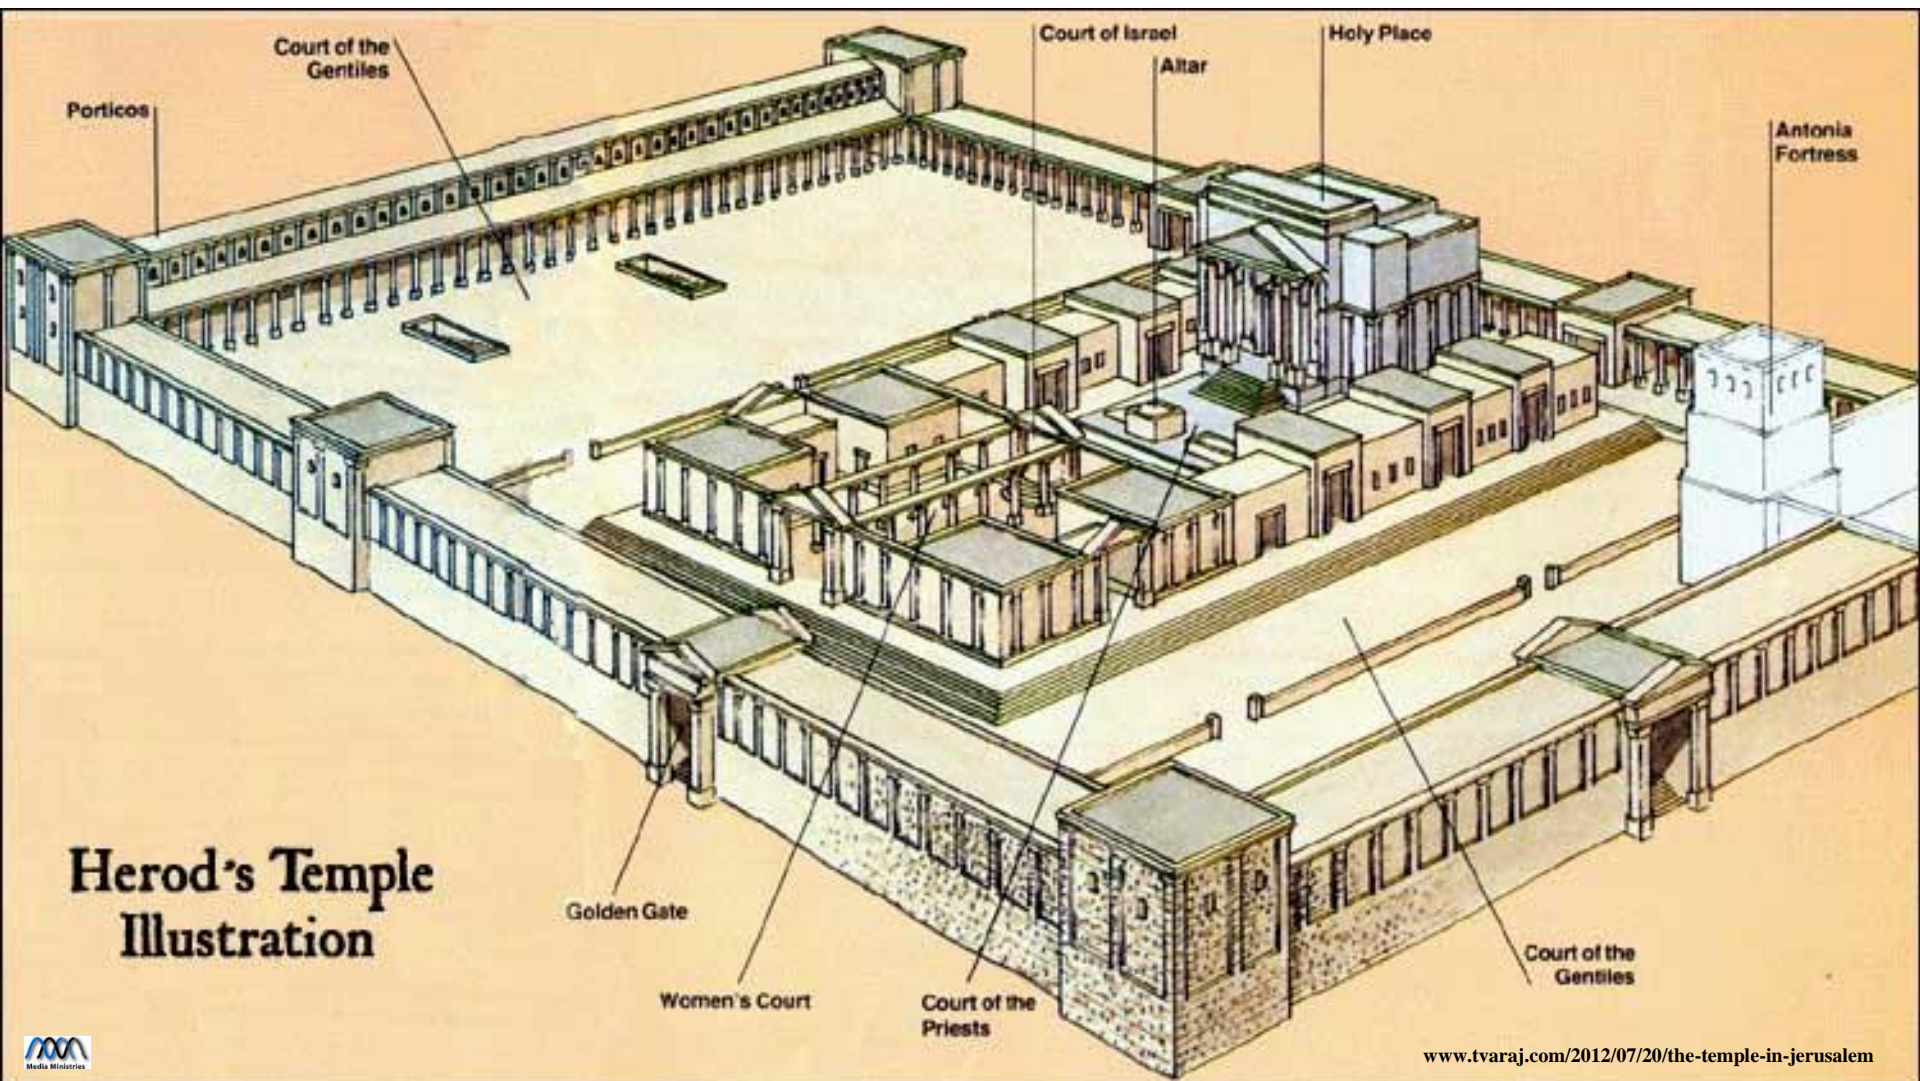 Court of the
Gentiles
Court of Israel
Holy Place
Altar
Porticos
Antonia
Fortress
Herod's Temple
Illustration
Golden Gate
Women's Court
Court of the
Priests
Court of the
Gentiles
Media Ministries
www.tvaraj.com/2012/07/20/the-temple-in-jerusalem